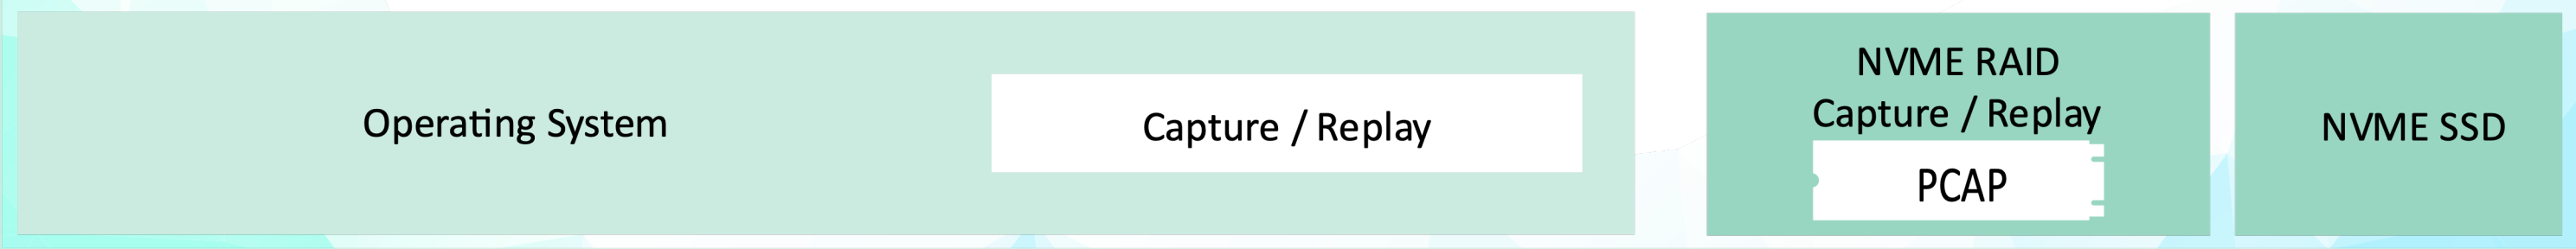 Operating System
Capture / Replay
NVME RAID
Capture / Replay
PCAP
NVME SSD